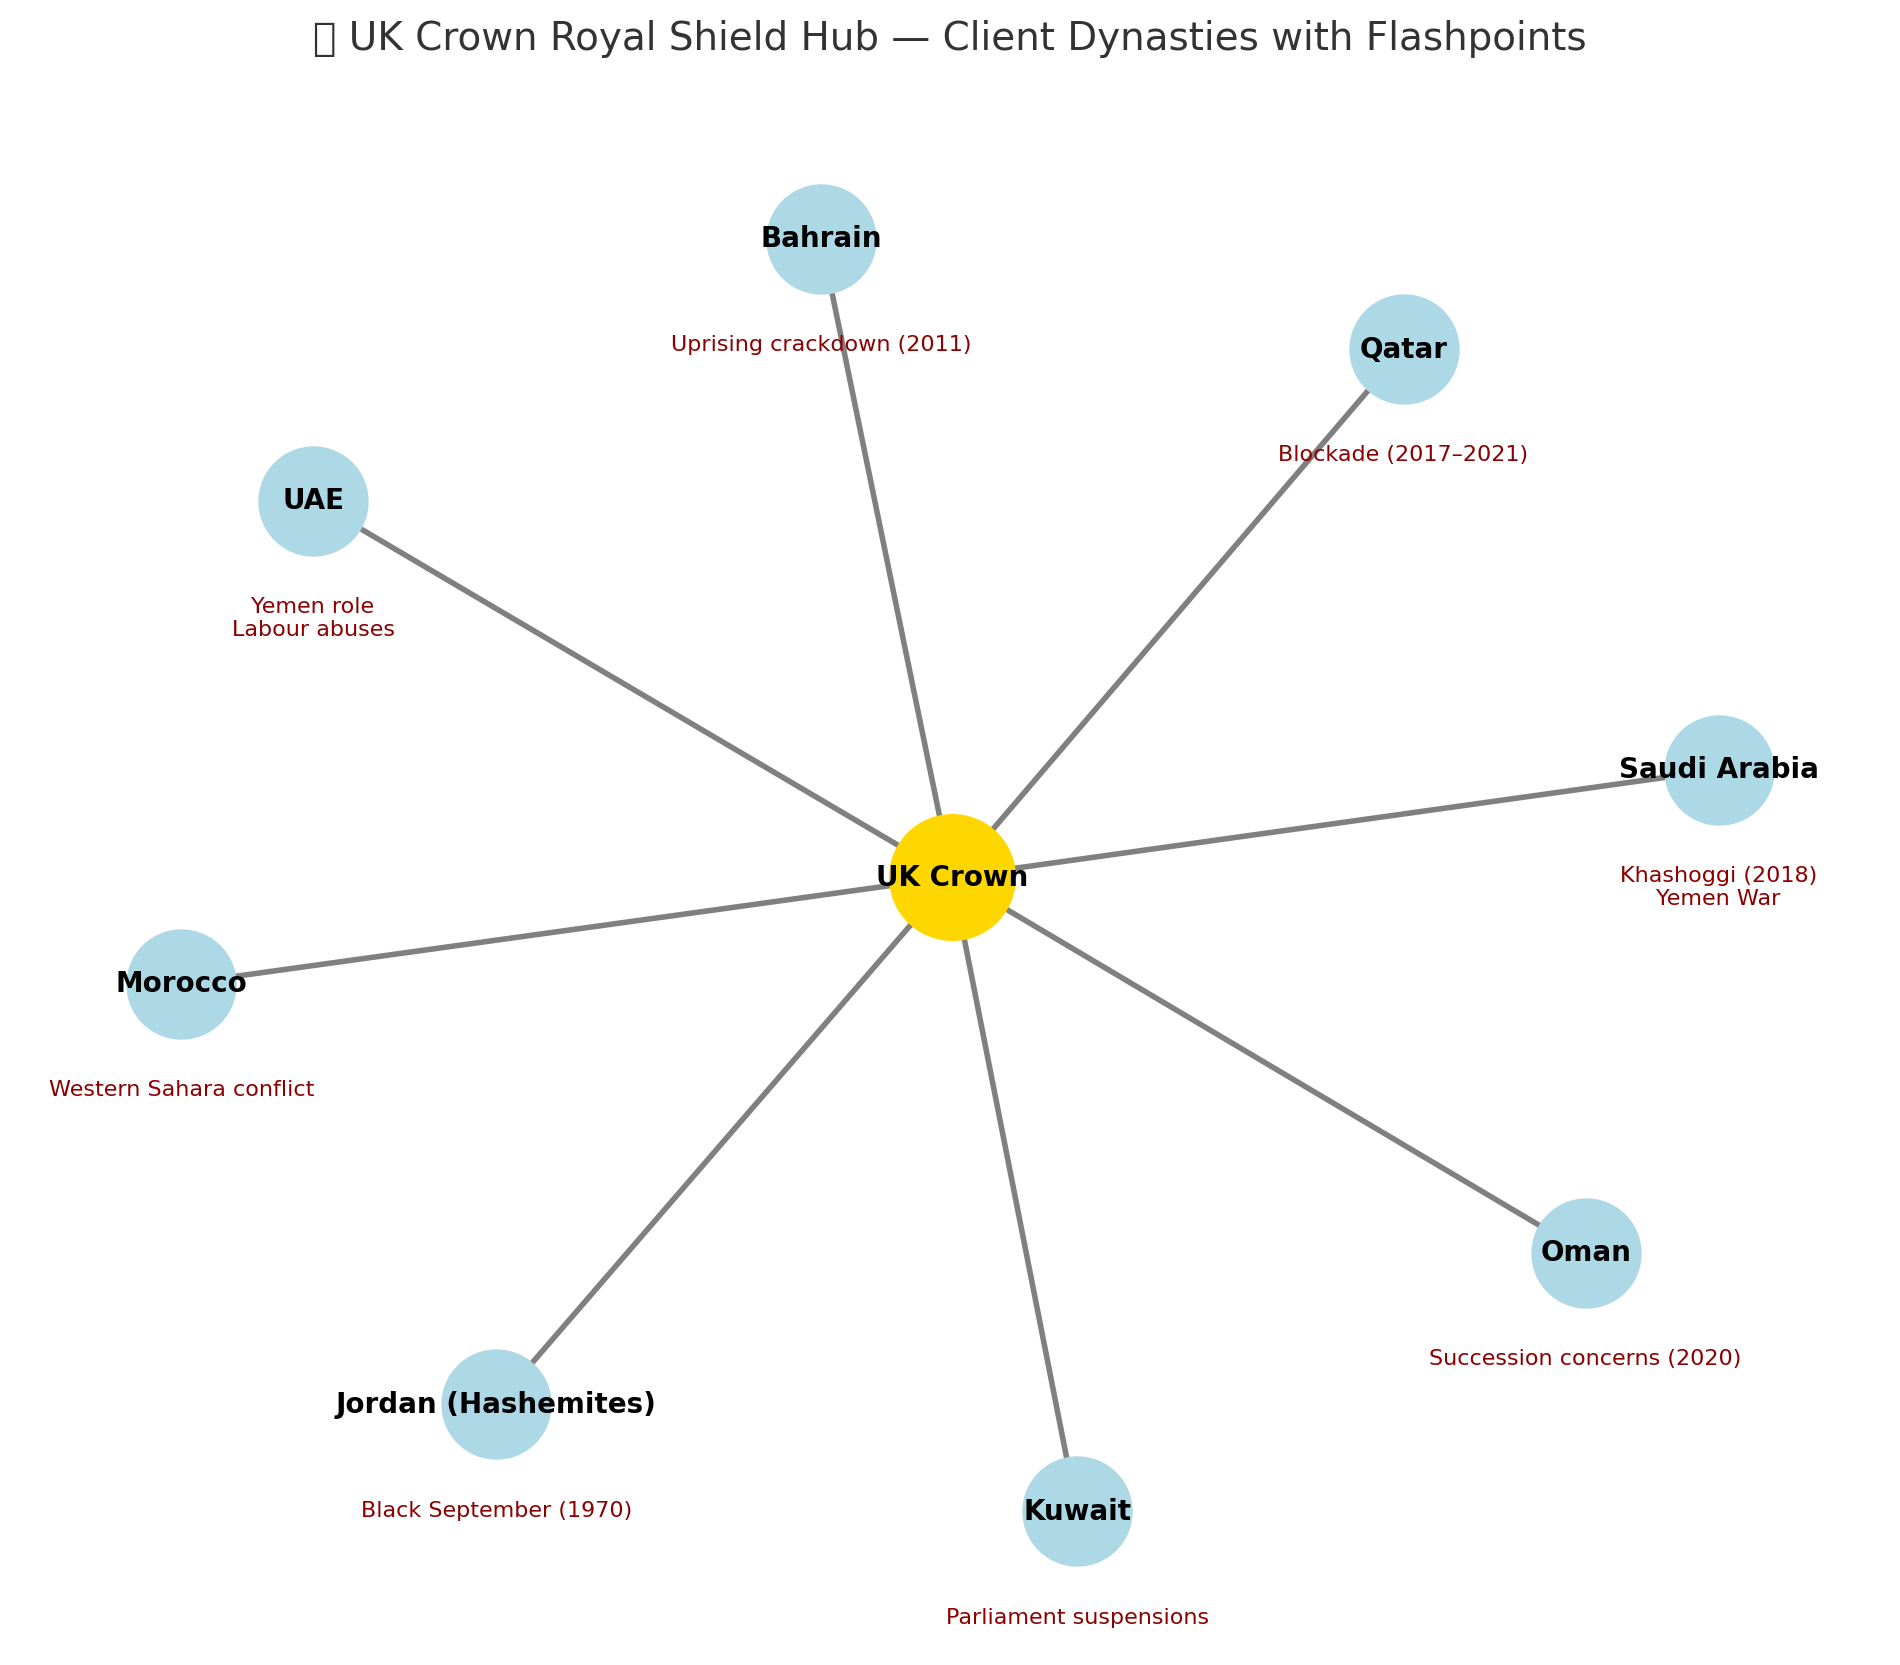 UK Crown Royal Shield Hub — Client Dynasties with Flashpoints
Bahrain
Uprising crackdown (2011)
Qatar
Blockade (2017–2021)
UAE
Yemen role
Labour abuses
Saudi Arabia
Khashoggi (2018)
Yemen War
UK Crown
Morocco
Western Sahara conflict
Oman
Succession concerns (2020)
Jordan (Hashemites)
Black September (1970)
Kuwait
Parliament suspensions